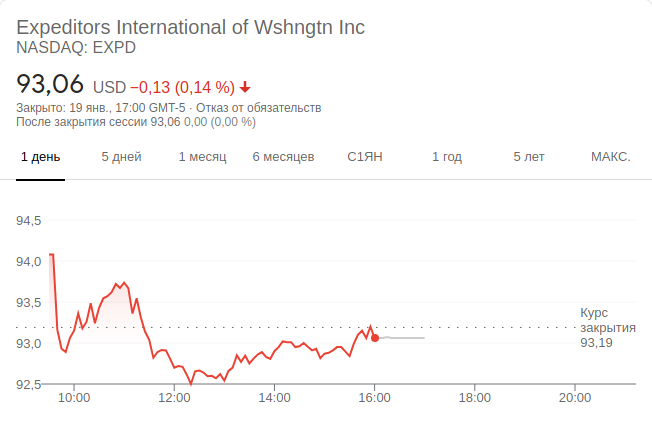 Expeditors International of Wshngtn Inc
NASDAQ: EXPD
93,06 USD −0,13 (0,14 %)
Закрыто: 19 янв., 17:00 GMT-5 · Отказ от обязательств
После закрытия сессии 93,06 0,00 (0,00 %)
1 день 5 дней 1 месяц 6 месяцев С1ЯН 1 год 5 лет МАКС.
94,5
94,0
93,5
Курс
закрытия
93,19
93,0
92,5
10:00 12:00 14:00 16:00 18:00 20:00